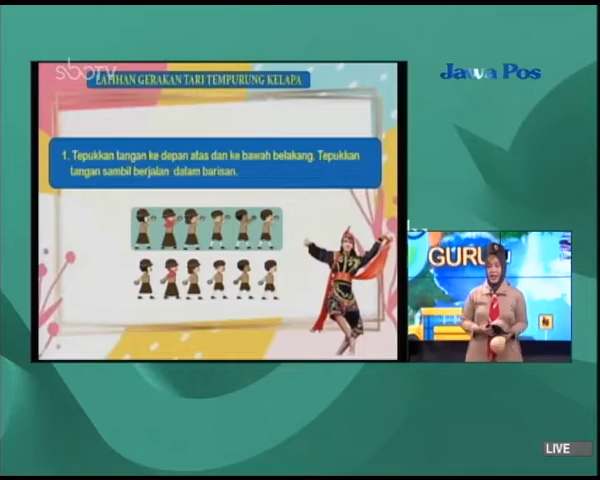 sboTV
LATIHAN GERAKAN TARI TEMPURUNG KELAPA
Jawa Pos
1. Tepukkan tangan ke depan atas dan ke bawah belakang. Tepukkan
tangan sambil berjalan dalam barisan.
GURU
LIVE